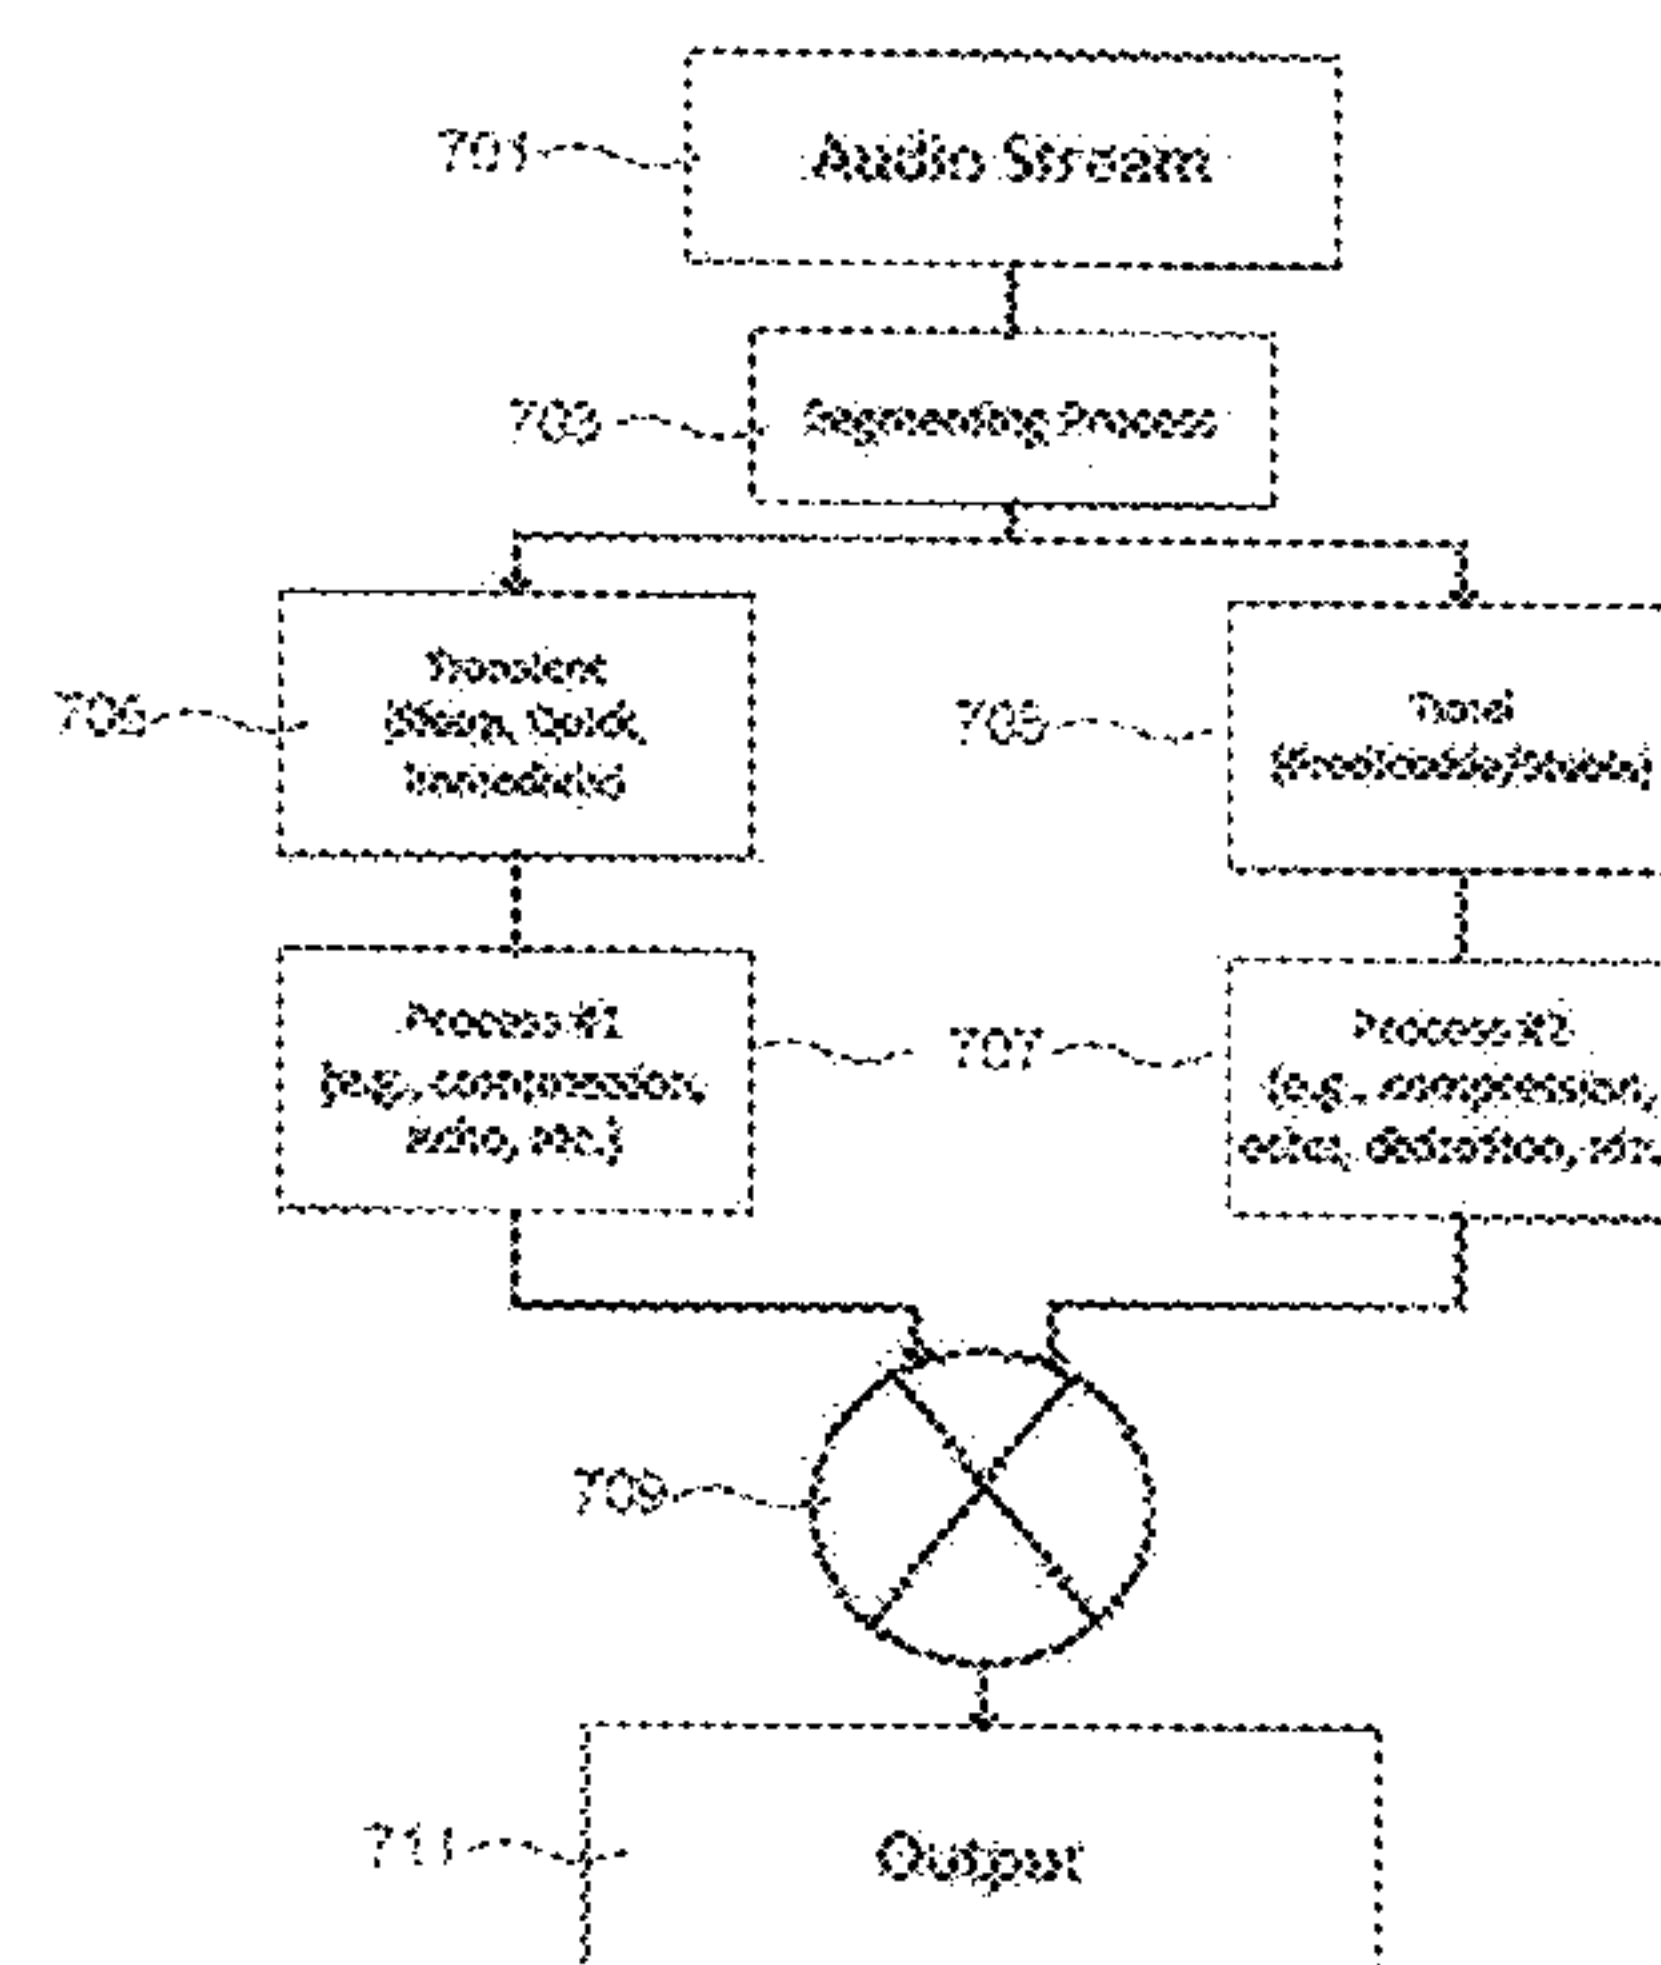 701
Audio Stream
703
Segmenting Process
705
Transient
(Sharp, Quick,
Immediate)
705
Tonal
(Predictable/Stable)
Process #1
(e.g., compression,
echo, etc.)
707
Process #2
(e.g., compression,
echo, distortion, etc.
709
711
Output